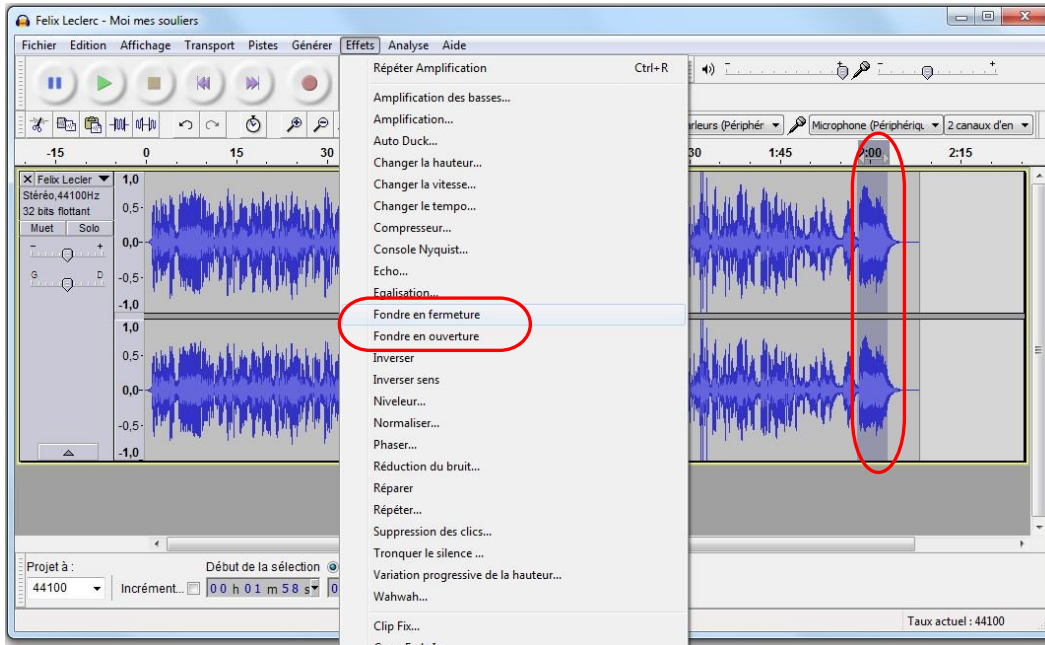 Felix Leclerc - Moi mes souliers
Fichier Edition Affichage Transport Pistes Générer Effets Analyse Aide
Répéter Amplification Ctrl+R
Amplification des basses...
Amplification...
Auto Duck...
Changer la hauteur...
Changer la vitesse...
Changer le tempo...
Compresseur...
Console Nyquist...
Echo...
Egalisation...
Fondre en fermeture
Fondre en ouverture
Inverser
Inverser sens
Niveleur...
Normaliser...
Phaser...
Réduction du bruit...
Réparer
Répéter...
Suppression des clics...
Tronquer le silence ...
Variation progressive de la hauteur...
Wahwah...
Clip Fix...
- + - +
Microphone (Périphériqu 2 canaux d'en
-15 0 15 30 1:45 2:00 2:15
X Felix Lecler
Stéréo,44100Hz
32 bits flottant
Muet Solo
- +
G D
1,0
0,5
0,0
-0,5
-1,0
1,0
0,5
0,0
-0,5
-1,0
Projet à : Début de la sélection
44100 Incrément... 00 h 01 m 58 s
Taux actuel : 44100